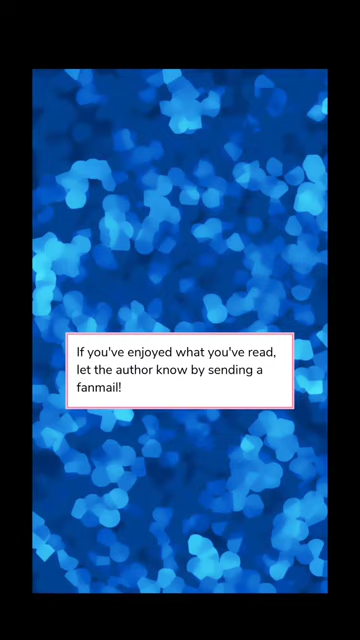 If you've enjoyed what you've read,
let the author know by sending a
fanmail!